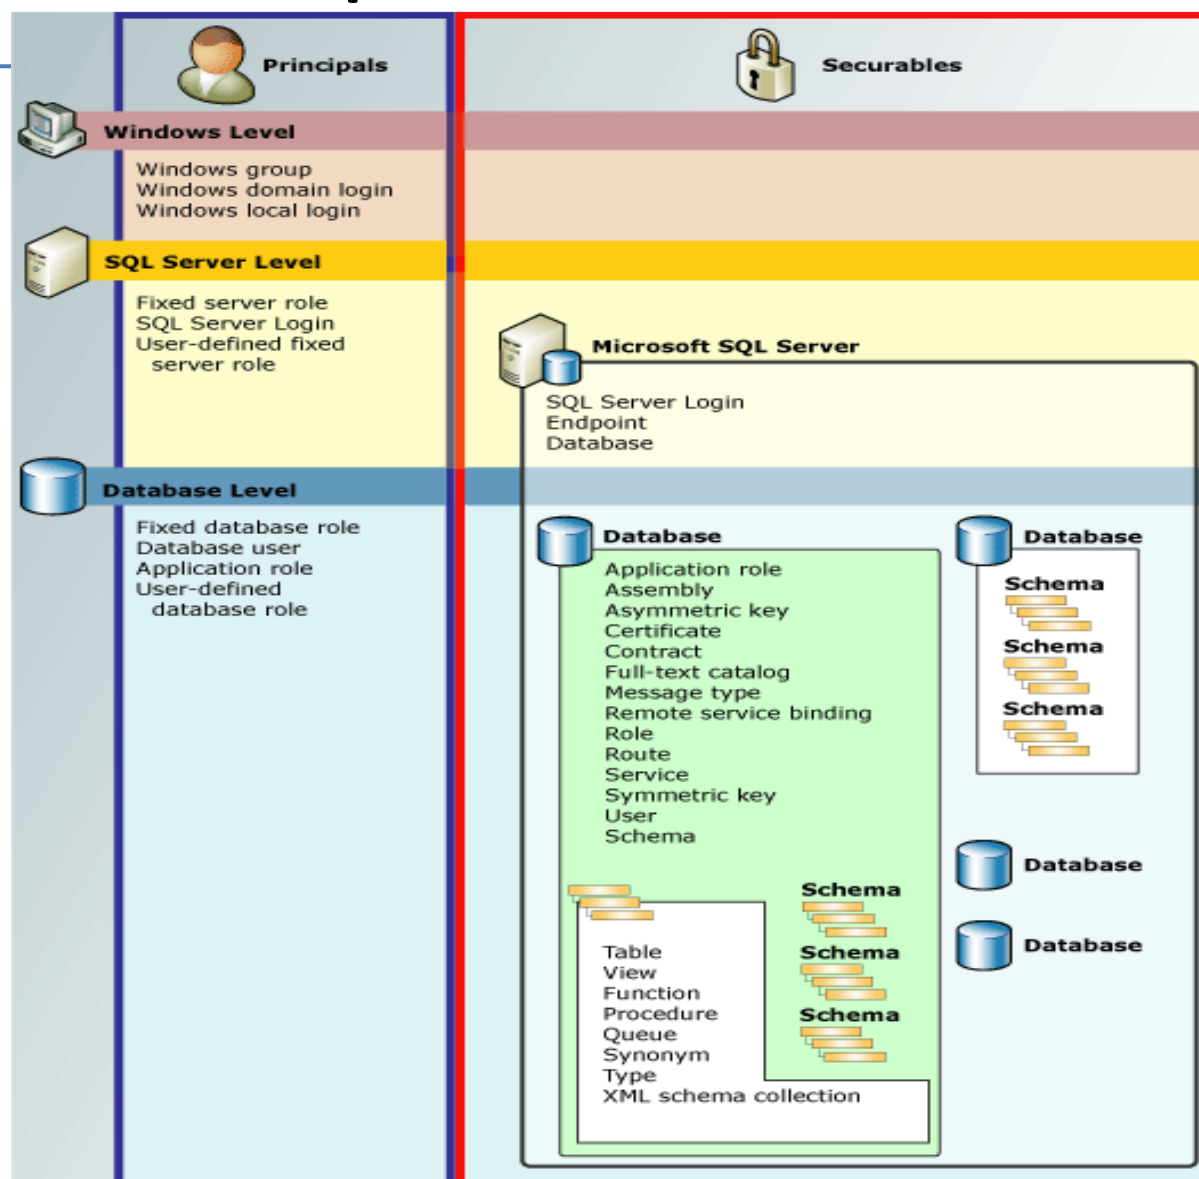 Principals
Securables
Windows Level
Windows group
Windows domain login
Windows local login
SQL Server Level
Fixed server role
SQL Server Login
User-defined fixed
server role
Microsoft SQL Server
SQL Server Login
Endpoint
Database
Database Level
Fixed database role
Database user
Application role
User-defined
database role
Database
Application role
Assembly
Asymmetric key
Certificate
Contract
Full-text catalog
Message type
Remote service binding
Role
Route
Service
Symmetric key
User
Schema
Table
View
Function
Procedure
Queue
Synonym
Type
XML schema collection
Schema
Schema
Schema
Database
Schema
Schema
Schema
Database
Database